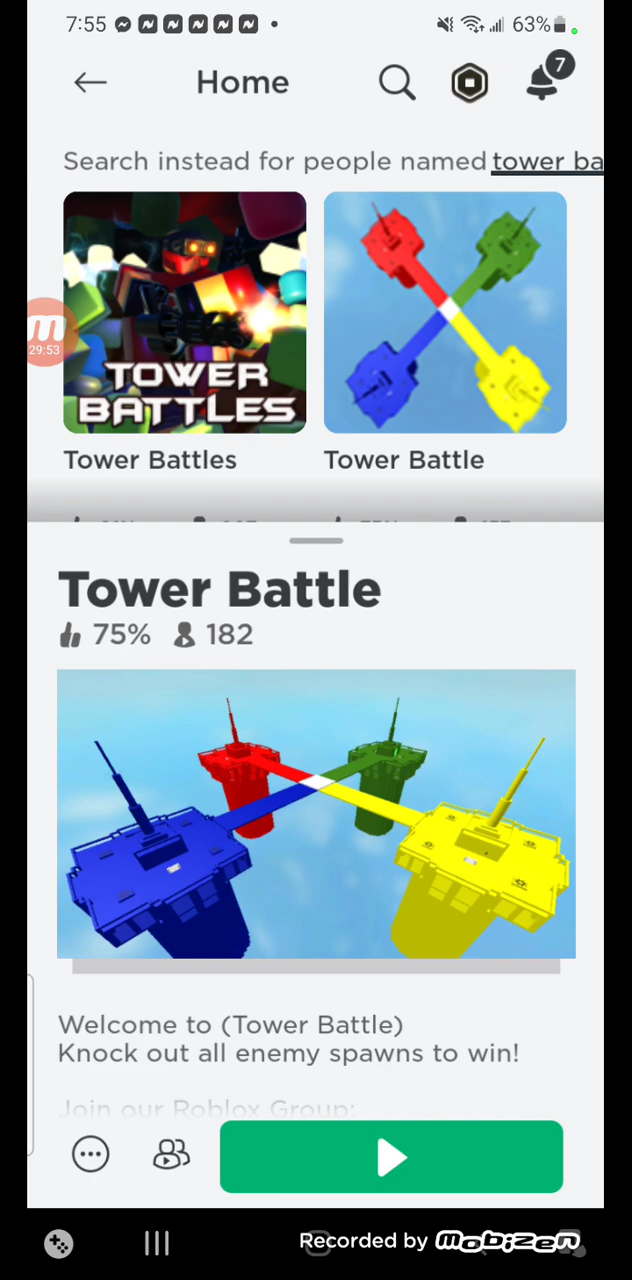 7:55
63%
Home
7
Search instead for people named tower ba
TOWER
BATTLES
29:53
Tower Battles
Tower Battle
Tower Battle
75%
182
Welcome to (Tower Battle)
Knock out all enemy spawns to win!
Join our Roblox Group:
Recorded by mobizen